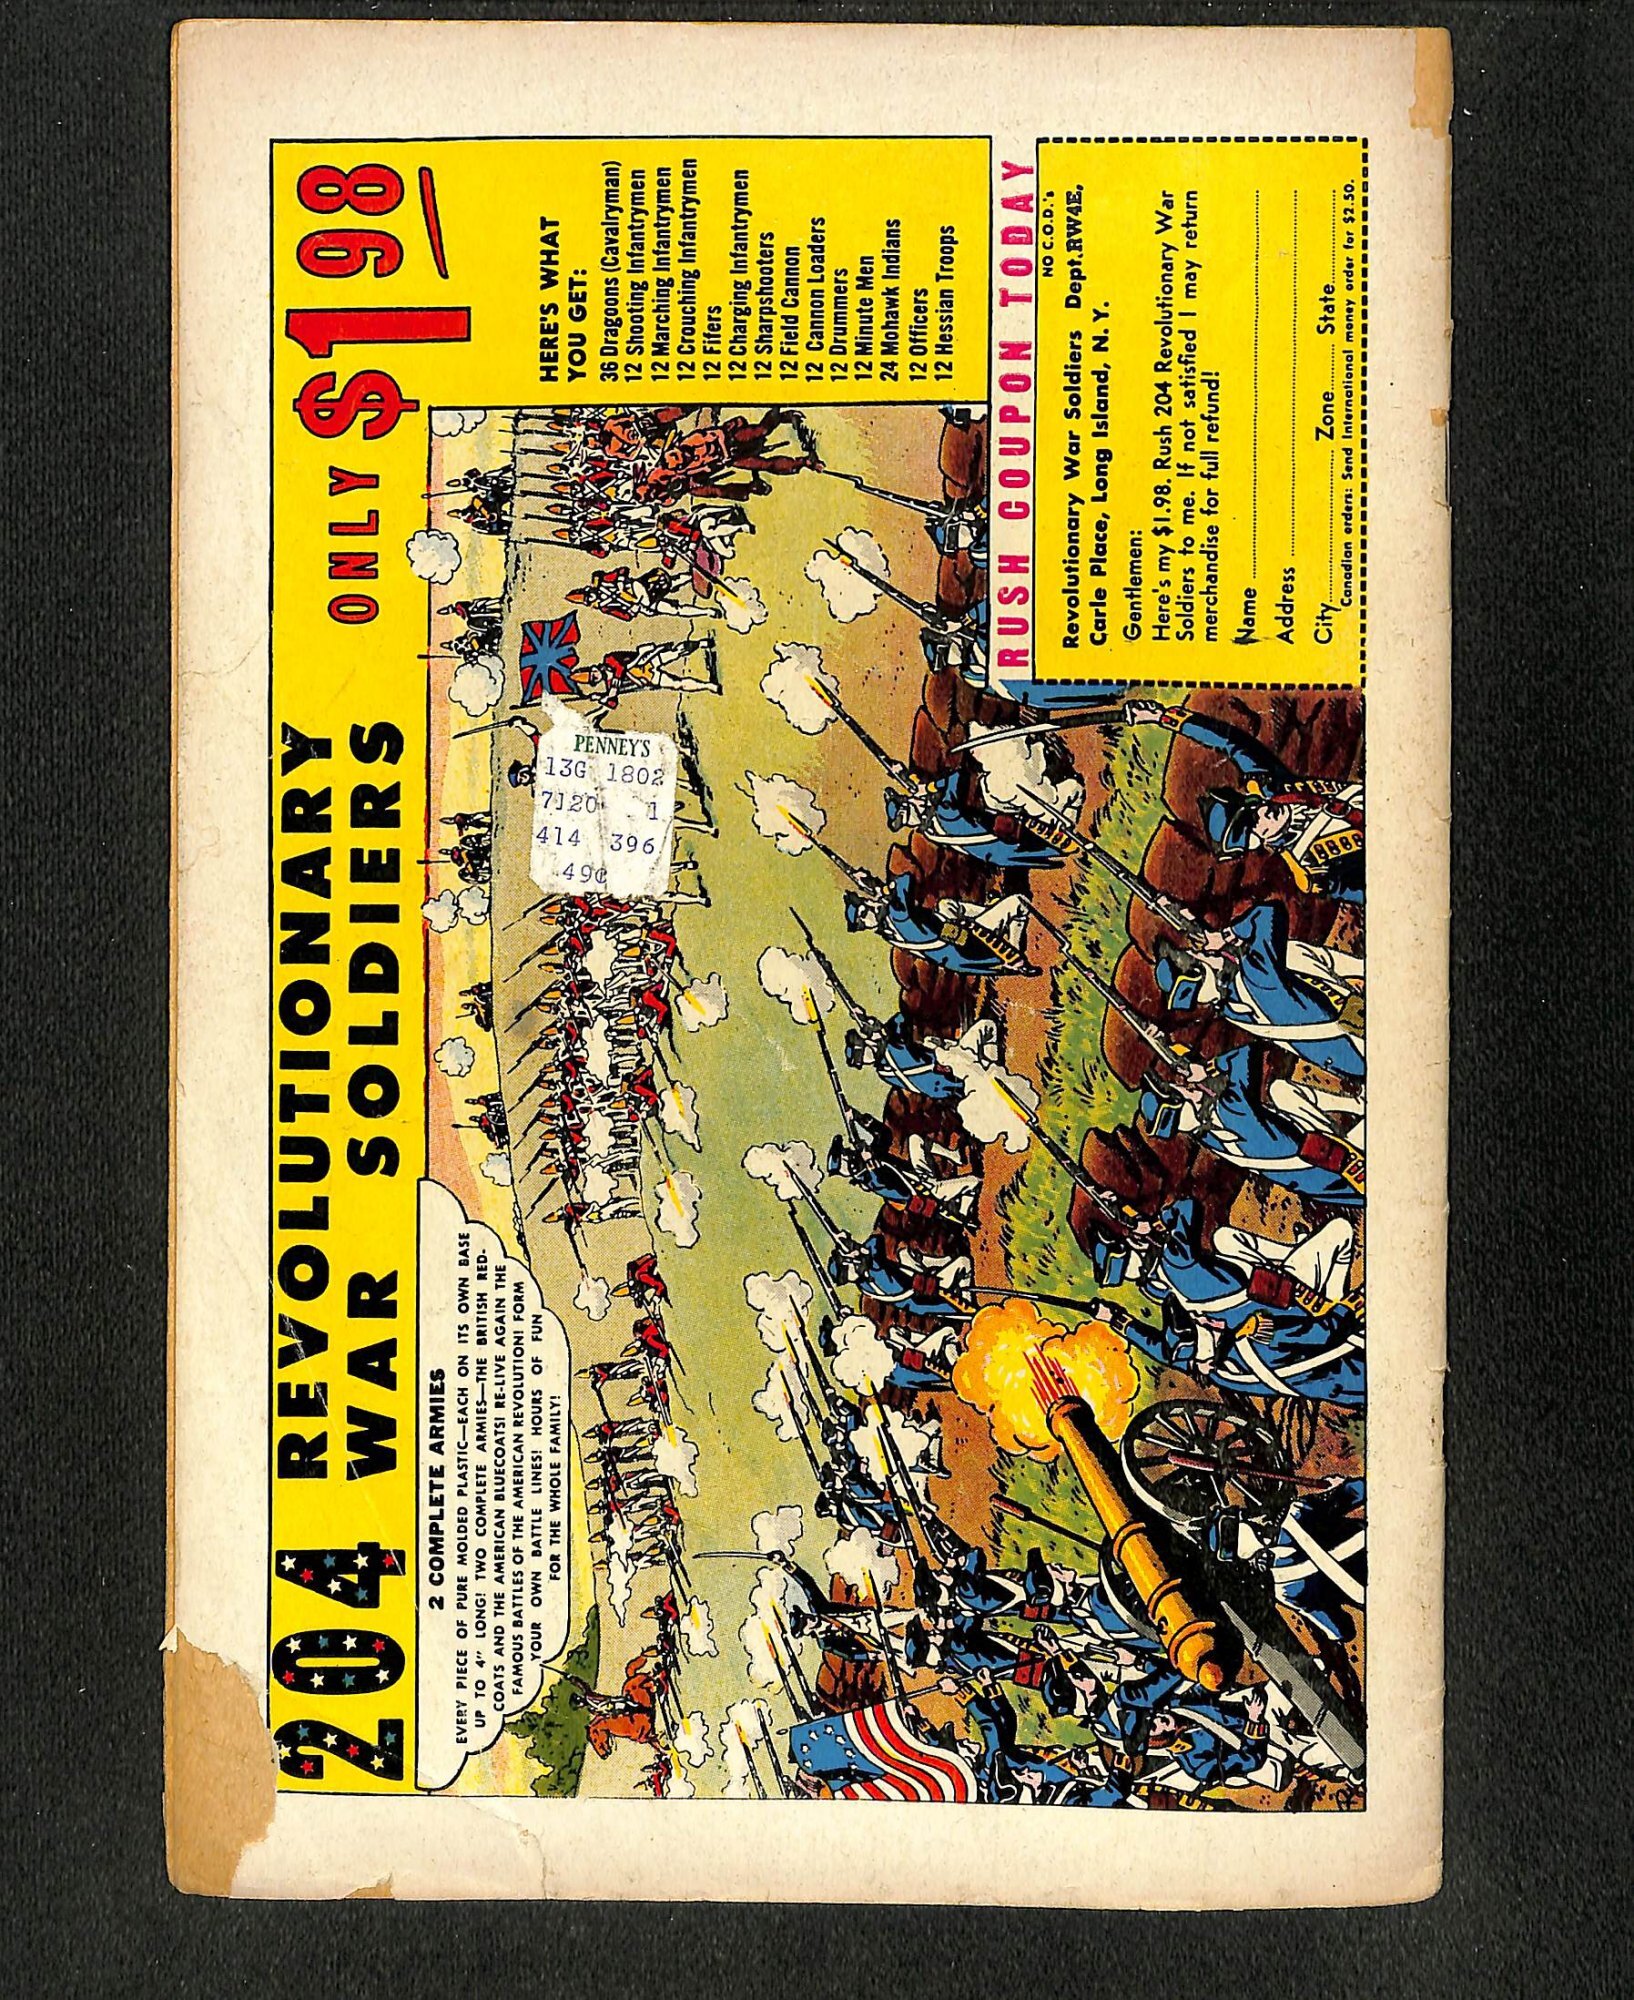 204 REVOLUTIONARY
WAR SOLDIERS ONLY $1.98
2 COMPLETE ARMIES
EVERY PIECE OF PURE MOLDED PLASTIC—EACH ON ITS OWN BASE
UP TO 4" LONG! TWO COMPLETE ARMIES—THE BRITISH RED-
COATS AND THE AMERICAN BLUECOATS! RE-LIVE AGAIN THE
FAMOUS BATTLES OF THE AMERICAN REVOLUTION! FORM
YOUR OWN BATTLE LINES! HOURS OF FUN
FOR THE WHOLE FAMILY!
PENNEY'S
13G 1802
7120 1
414 396
49¢
HERE'S WHAT
YOU GET:
36 Dragoons (Cavalryman)
12 Shooting Infantrymen
12 Marching Infantrymen
12 Crouching Infantrymen
12 Fifers
12 Charging Infantrymen
12 Sharpshooters
12 Field Cannon
12 Cannon Loaders
12 Drummers
12 Minute Men
24 Mohawk Indians
12 Officers
12 Hessian Troops
RUSH COUPON TODAY
NO C.O.D.'s
Revolutionary War Soldiers Dept.RW4E,
Carle Place, Long Island, N. Y.
Gentlemen:
Here's my $1.98. Rush 204 Revolutionary War
Soldiers to me. If not satisfied I may return
merchandise for full refund!
Name
Address
City Zone State
Canadian orders: Send International money order for $2.50.